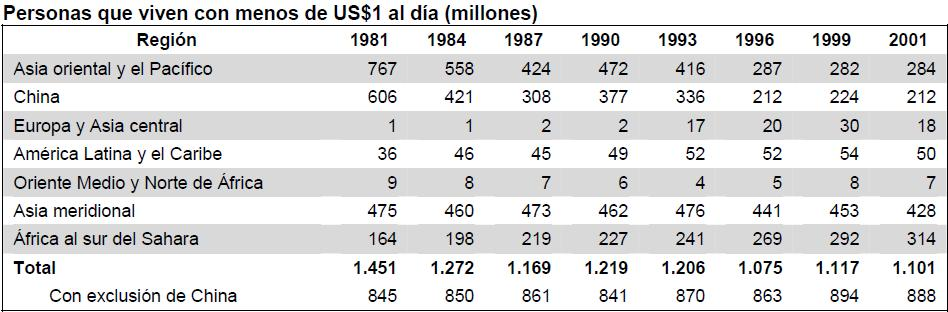 Personas que viven con menos de US$1 al día (millones)
Región 1981 1984 1987 1990 1993 1996 1999 2001
Asia oriental y el Pacífico 767 558 424 472 416 287 282 284
China 606 421 308 377 336 212 224 212
Europa y Asia central 1 1 2 2 17 20 30 18
América Latina y el Caribe 36 46 45 49 52 52 54 50
Oriente Medio y Norte de África 9 8 7 6 4 5 8 7
Asia meridional 475 460 473 462 476 441 453 428
África al sur del Sahara 164 198 219 227 241 269 292 314
Total 1.451 1.272 1.169 1.219 1.206 1.075 1.117 1.101
Con exclusión de China 845 850 861 841 870 863 894 888